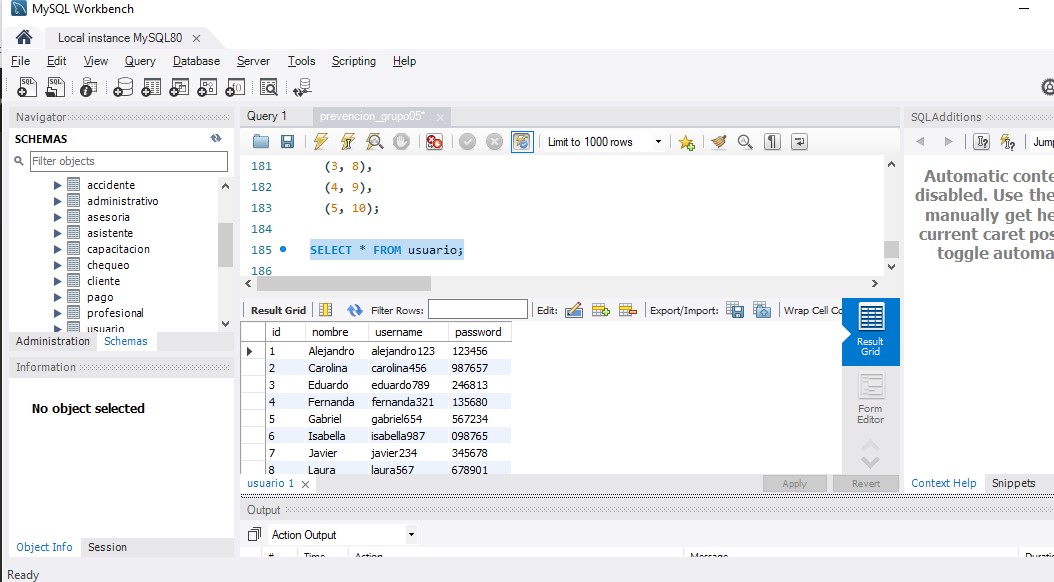 MySQL Workbench
Local instance MySQL80
File Edit View Query Database Server Tools Scripting Help
Navigator
SCHEMAS
Filter objects
accidente
administrativo
asesoria
asistente
capacitacion
chequeo
cliente
pago
profesional
usuario
Administration Schemas
Information
No object selected
Object Info Session
Ready
Query 1 prevencion_grupo05*
Limit to 1000 rows
181 (3, 8),
182 (4, 9),
183 (5, 10);
184
185 SELECT * FROM usuario;
186
Result Grid Filter Rows: Edit: Export/Import: Wrap Cell Co
id nombre username password
1 Alejandro alejandro123 123456
2 Carolina carolina456 987657
3 Eduardo eduardo789 246813
4 Fernanda fernanda321 135680
5 Gabriel gabriel654 567234
6 Isabella isabella987 098765
7 Javier javier234 345678
8 Laura laura567 678901
Result
Grid
Form
Editor
usuario 1 Apply Revert
Output
Action Output
# Time Action Message Duratio
SQLAdditions
Jump
Automatic conte
disabled. Use the
manually get he
current caret pos
toggle automa
Context Help Snippets